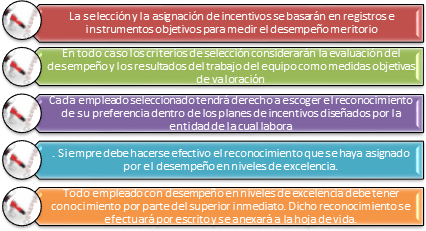 La selección y la asignación de incentivos se basarán en registros e
instrumentos objetivos para medir el desempeño meritorio
En todo caso los criterios de selección considerarán la evaluación del
desempeño y los resultados del trabajo del equipo como medidas objetivas
de valoración
Cada empleado seleccionado tendrá derecho a escoger el reconocimiento
de su preferencia dentro de los planes de incentivos diseñados por la
entidad de la cual labora
. Siempre debe hacerse efectivo el reconocimiento que se haya asignado
por el desempeño en niveles de excelencia.
Todo empleado con desempeño en niveles de excelencia debe tener
conocimiento por parte del superior inmediato. Dicho reconocimiento se
efectuará por escrito y se anexará a la hoja de vida.